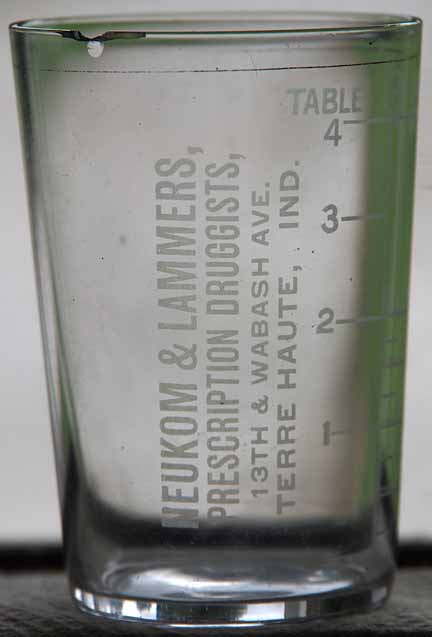 NEUKOM & LAMMERS,
PRESCRIPTION DRUGGISTS,
13TH & WABASH AVE.
TERRE HAUTE, IND.
TABLE
4
3
2
1